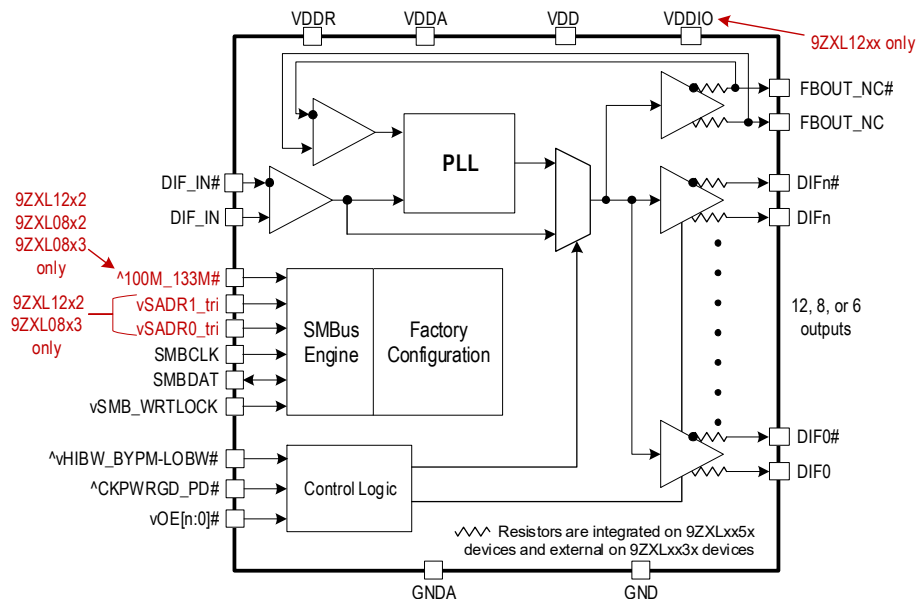 VDDR
VDDA
VDD
VDDIO
9ZXL12xx only
FBOUT_NC#
FBOUT_NC
PLL
DIF_IN#
DIF_IN
DIFn#
DIFn
9ZXL12x2
9ZXL08x2
9ZXL08x3
only
^100M_133M#
9ZXL12x2
9ZXL08x3
only
vSADR1_tri
vSADR0_tri
SMBCLK
SMBDAT
vSMB_WRTLOCK
SMBus
Engine
Factory
Configuration
12, 8, or 6
outputs
^vHIBW_BYPM-LOBW#
^CKPWRGD_PD#
vOE[n:0]#
Control Logic
DIF0#
DIF0
Resistors are integrated on 9ZXLxx5x
devices and external on 9ZXLxx3x devices
GNDA
GND